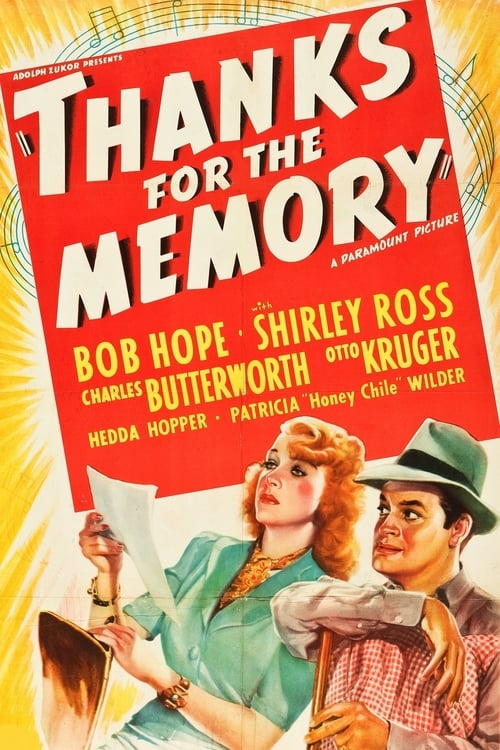 ADOLPH ZUKOR PRESENTS
"THANKS
FOR THE
MEMORY"
A PARAMOUNT PICTURE
BOB HOPE · with SHIRLEY ROSS
CHARLES BUTTERWORTH OTTO KRUGER
HEDDA HOPPER · PATRICIA "Honey Chile" WILDER